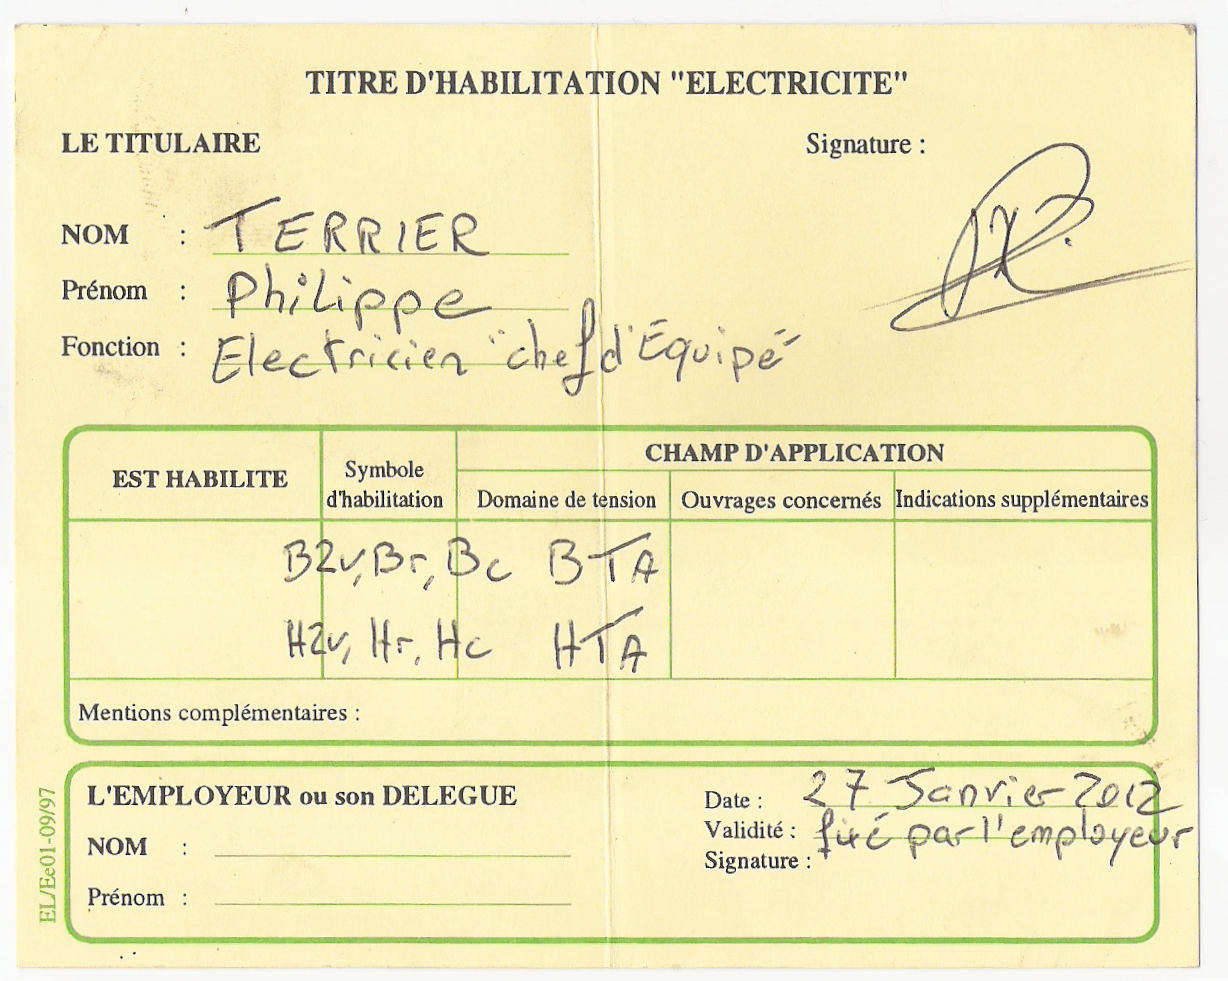 TITRE D'HABILITATION "ELECTRICITE"
LE TITULAIRE
Signature :
NOM : TERRIER
Prénom : Philippe
Fonction : Electricien "chef d'Equipe"
EST HABILITE
Symbole d'habilitation
CHAMP D'APPLICATION
Domaine de tension
Ouvrages concernés
Indications supplémentaires
B2v, Br, Bc BTA
H2v, Hr, Hc HTA
Mentions complémentaires :
L'EMPLOYEUR ou son DELEGUE
NOM :
Prénom :
Date : 27 Janvier 2012
Validité : fixé par l'employeur
Signature :
EL/Ee01-09/97